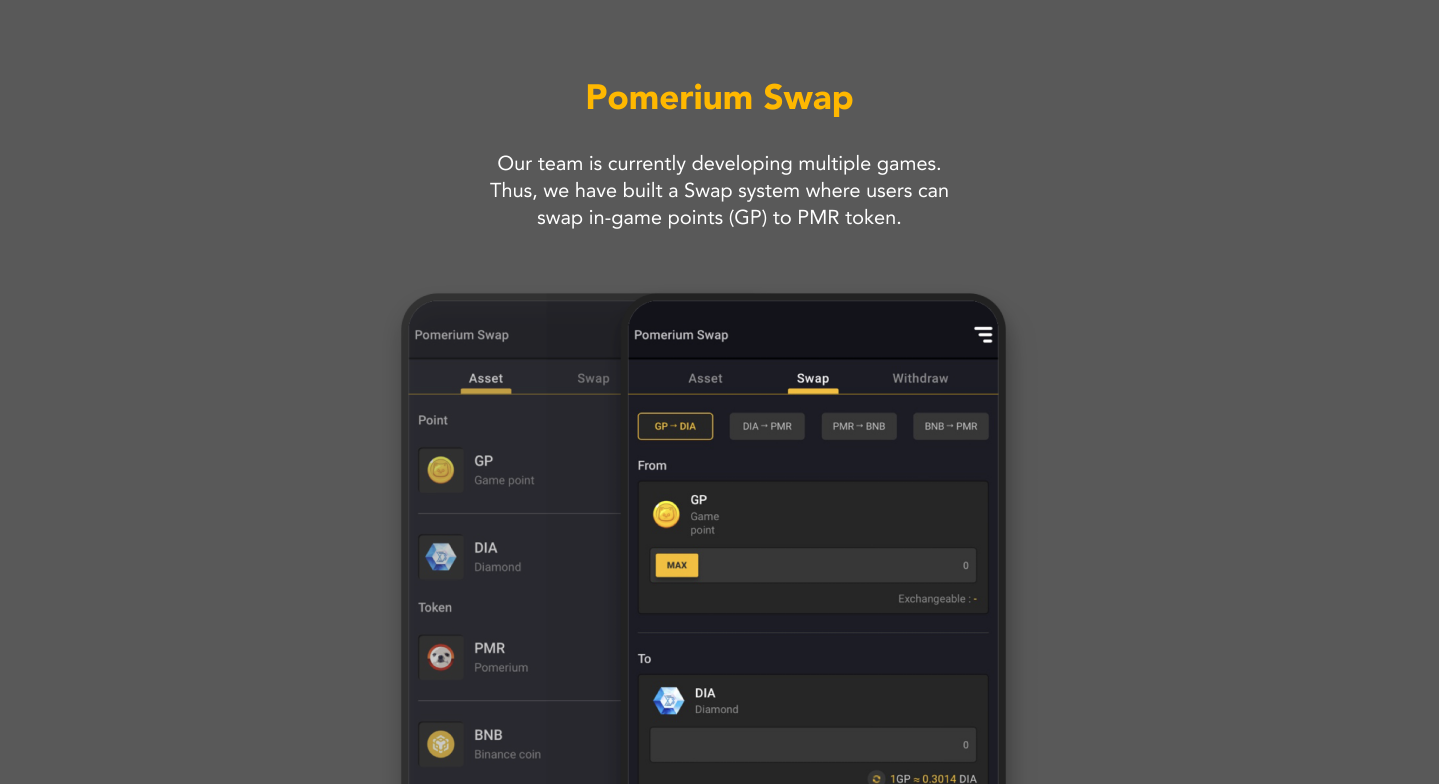 Pomerium Swap
Our team is currently developing multiple games.
Thus, we have built a Swap system where users can
swap in-game points (GP) to PMR token.
Pomerium Swap
Asset
Swap
Point
GP
Game point
DIA
Diamond
Token
PMR
Pomerium
BNB
Binance coin
Pomerium Swap
Asset
Swap
Withdraw
GP → DIA
DIA → PMR
PMR → BNB
BNB → PMR
From
GP
Game
point
MAX
0
Exchangeable : -
To
DIA
Diamond
0
1GP ≈ 0.3014 DIA